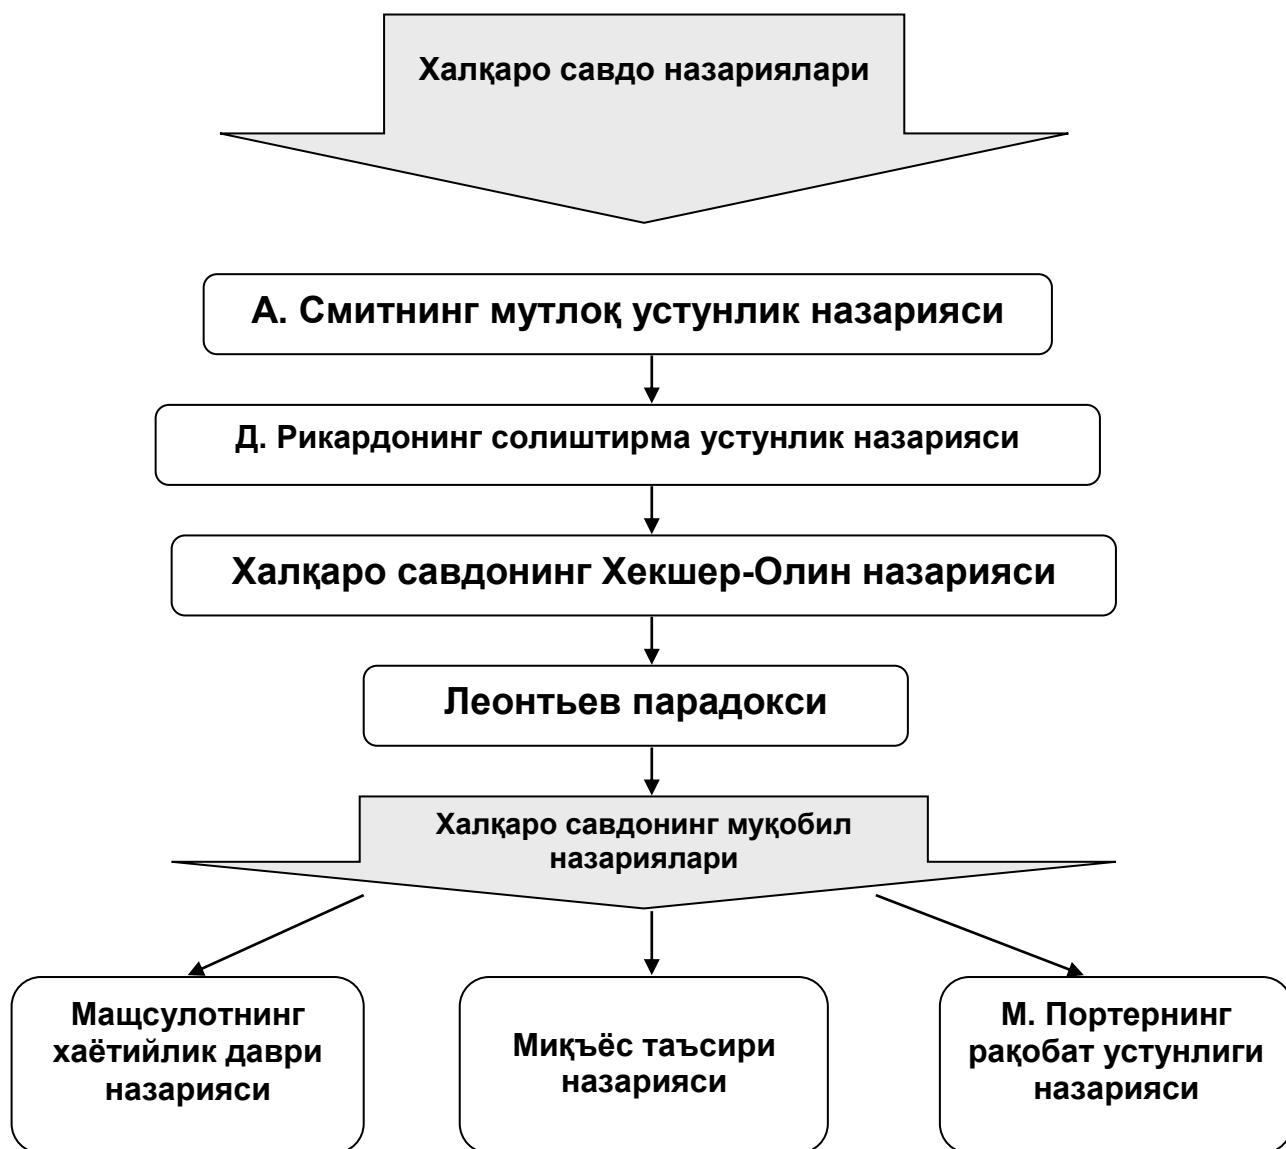 Халқаро савдо назариялари
А. Смитнинг мутлоқ устунлик назарияси
Д. Рикардонинг солиштирма устунлик назарияси
Халқаро савдонинг Хекшер-Олин назарияси
Леонтьев парадокси
Халқаро савдонинг муқобил
назариялари
Мащсулотнинг
хаётийлик даври
назарияси
Миқъёс таъсири
назарияси
М. Портернинг
рақобат устунлиги
назарияси